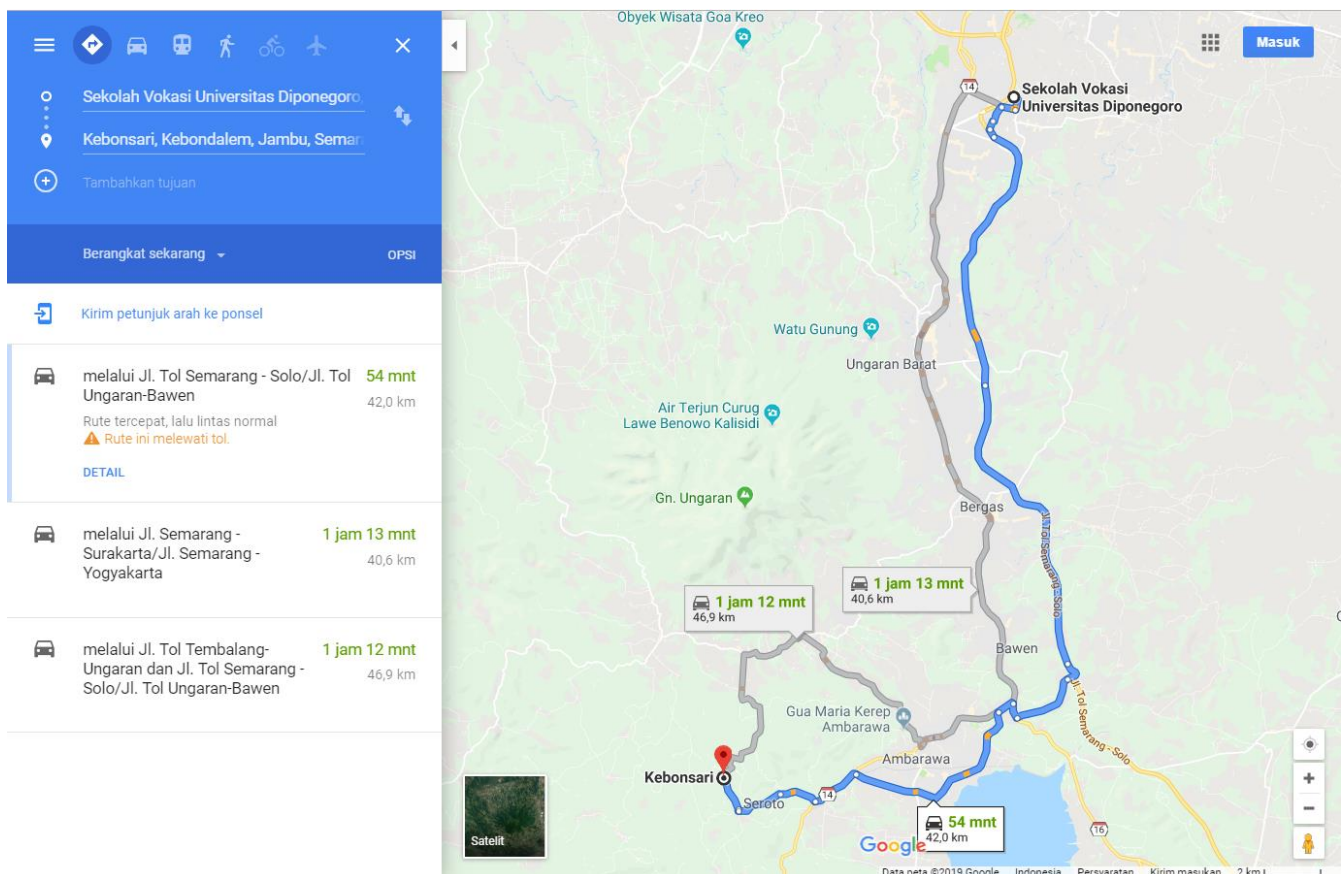 Sekolah Vokasi Universitas Diponegoro,
Kebonsari, Kebondalem, Jambu, Semar
Tambahkan tujuan
Berangkat sekarang
OPSI
Kirim petunjuk arah ke ponsel
melalui Jl. Tol Semarang - Solo/Jl. Tol
Ungaran-Bawen
54 mnt
42,0 km
Rute tercepat, lalu lintas normal
Rute ini melewati tol.
DETAIL
melalui Jl. Semarang -
Surakarta/Jl. Semarang -
Yogyakarta
1 jam 13 mnt
40,6 km
melalui Jl. Tol Tembalang-
Ungaran dan Jl. Tol Semarang -
Solo/Jl. Tol Ungaran-Bawen
1 jam 12 mnt
46,9 km
Obyek Wisata Goa Kreo
Masuk
14
Sekolah Vokasi
Universitas Diponegoro
Watu Gunung
Ungaran Barat
Air Terjun Curug
Lawe Benowo Kalisidi
Gn. Ungaran
Bergas
Jl. Tol Semarang - Solo
1 jam 13 mnt
40,6 km
1 jam 12 mnt
46,9 km
Bawen
Gua Maria Kerep
Ambarawa
Jl. Tol Semarang - Solo
Ambarawa
Kebonsari
Seroto
14
54 mnt
42,0 km
16
Satelit
Google
Data peta ©2019 Google Indonesia Persyaratan Kirim masukan 2 km